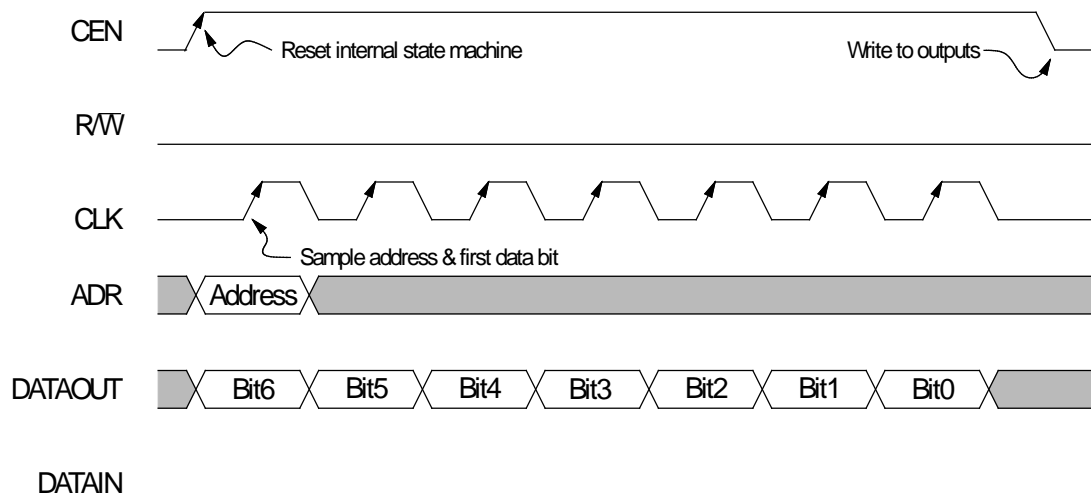 CEN
Reset internal state machine
Write to outputs
R/W̅
CLK
Sample address & first data bit
ADR
Address
DATAOUT
Bit6 Bit5 Bit4 Bit3 Bit2 Bit1 Bit0
DATAIN